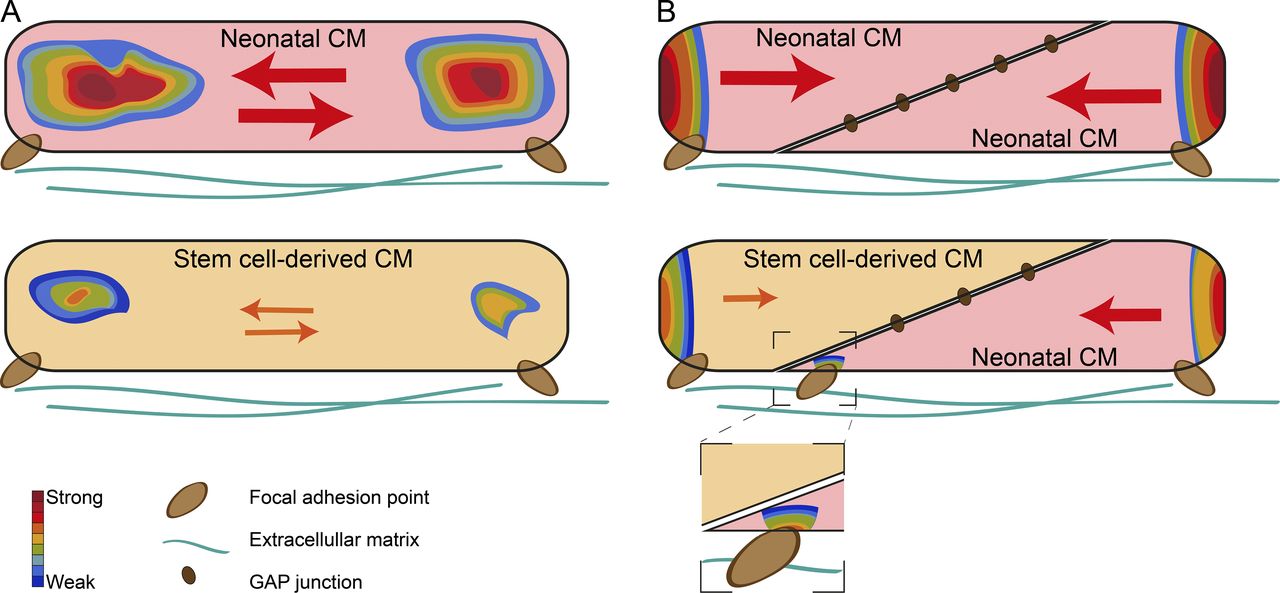 A
Neonatal CM
B
Neonatal CM
Neonatal CM
Stem cell-derived CM
Stem cell-derived CM
Neonatal CM
Strong
Weak
Focal adhesion point
Extracellullar matrix
GAP junction